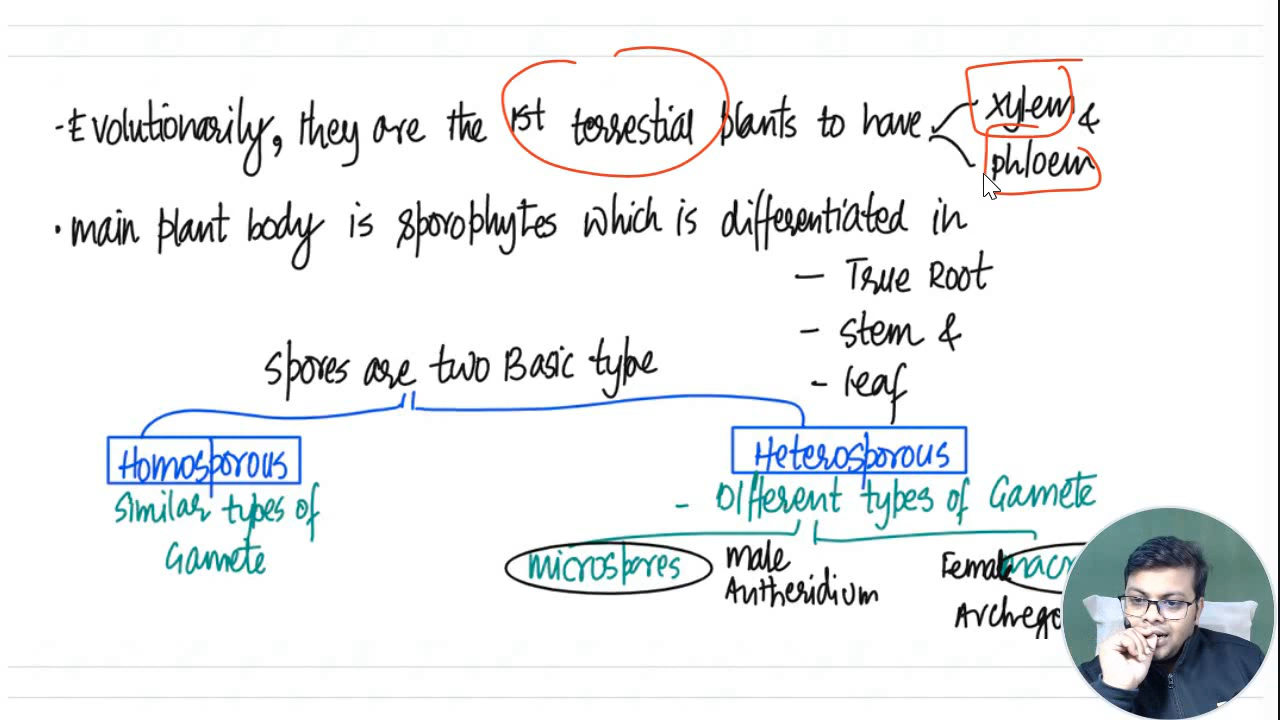 - Evolutionarily, they are the 1st terrestial plants to have - xylem &
- phloem
• main plant body is sporophytes which is differentiated in
- True Root
- stem &
- leaf
Spores are two Basic type
Homosporous
Heterosporous
Similar types of
Gamete
- Different types of Gamete
microspores
male
Antheridium
Female
Archego